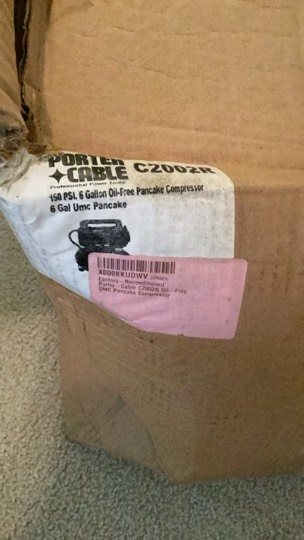 PORTER
CABLE C2002R
Professional Power Tools
150 PSI, 6 Gallon Oil-Free Pancake Compressor
6 Gal Umc Pancake
X000KKUDWV
Factory-Reconditioned
Porter-Cable C2002R Oil-Free
UMC Pancake Compressor